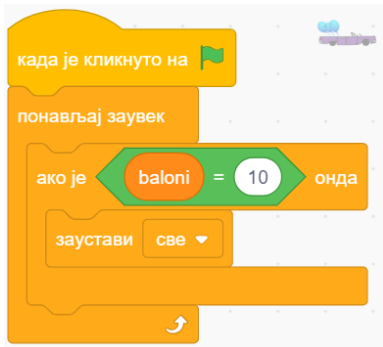 када је кликнуто на
понављај заувек
ако је baloni = 10 онда
заустави све